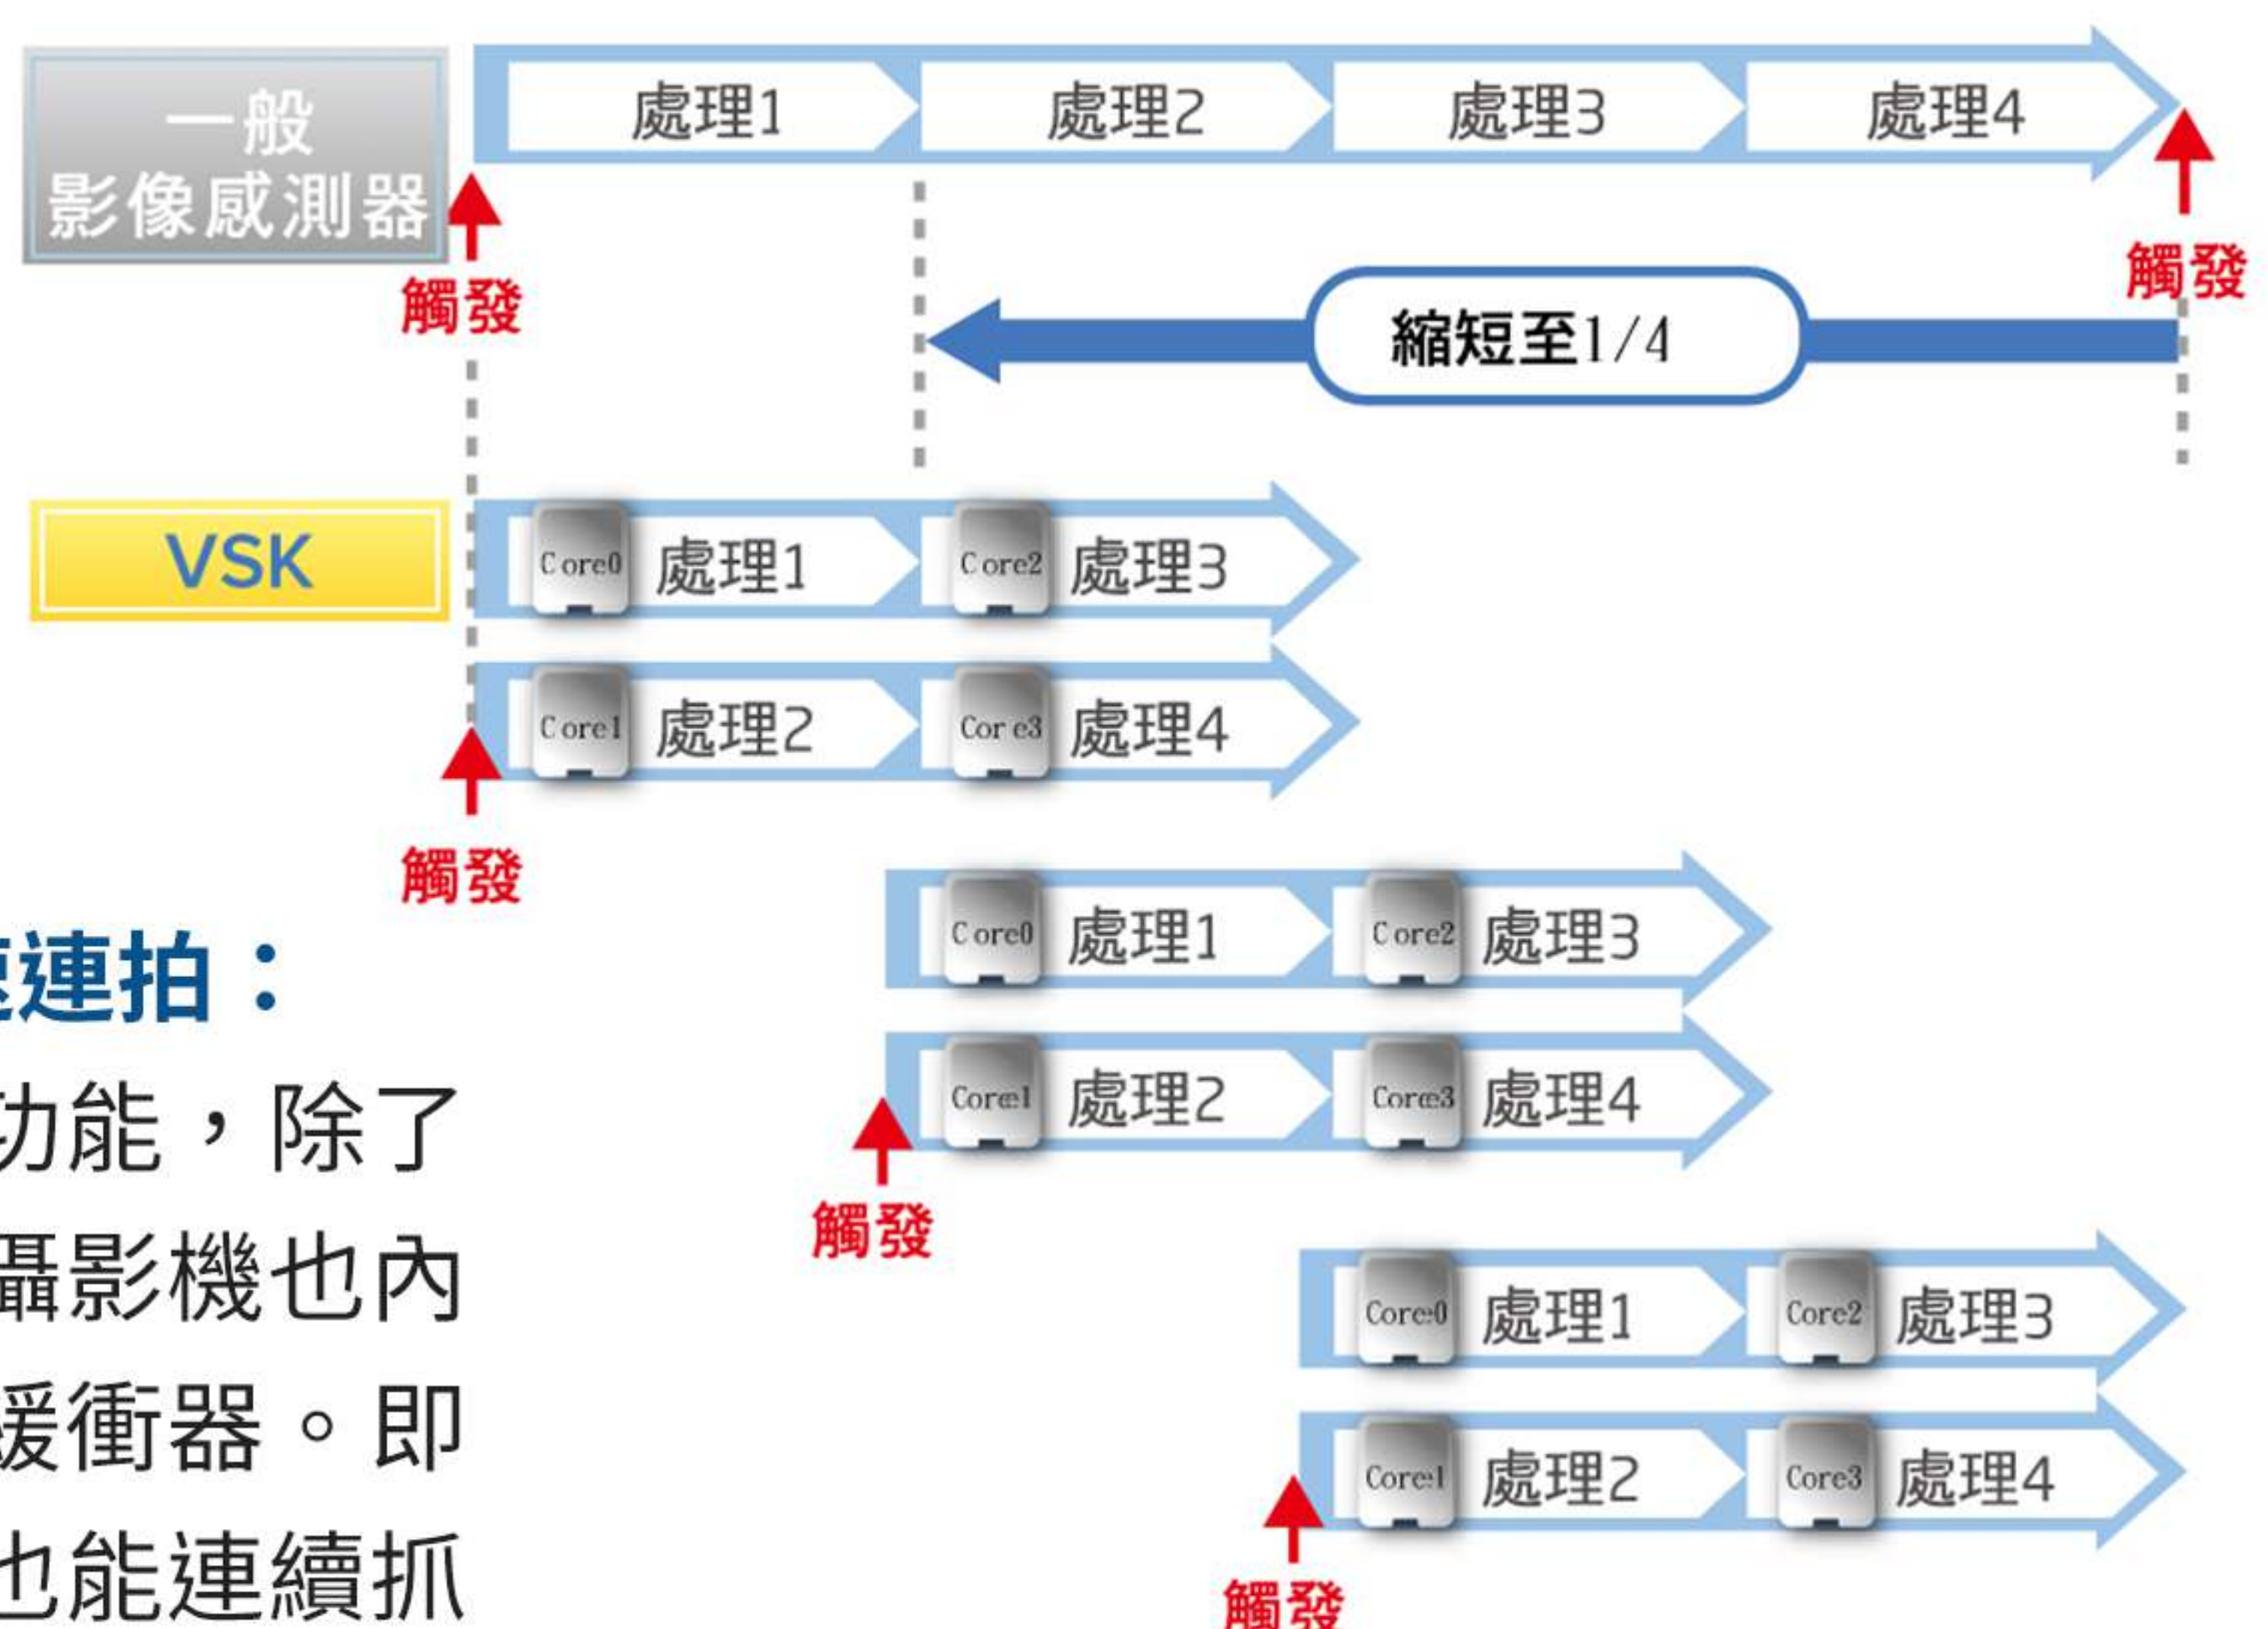 一般
影像感測器
處理1
處理2
處理3
處理4
觸發
觸發
縮短至1/4
VSK
Core0
處理1
Core2
處理3
Core1
處理2
Core3
處理4
觸發
Core0
處理1
Core2
處理3
Core1
處理2
Core3
處理4
觸發
Core0
處理1
Core2
處理3
Core1
處理2
Core3
處理4
觸發
連拍：
功能，除了
攝影機也內
緩衝器。即
也能連續抓